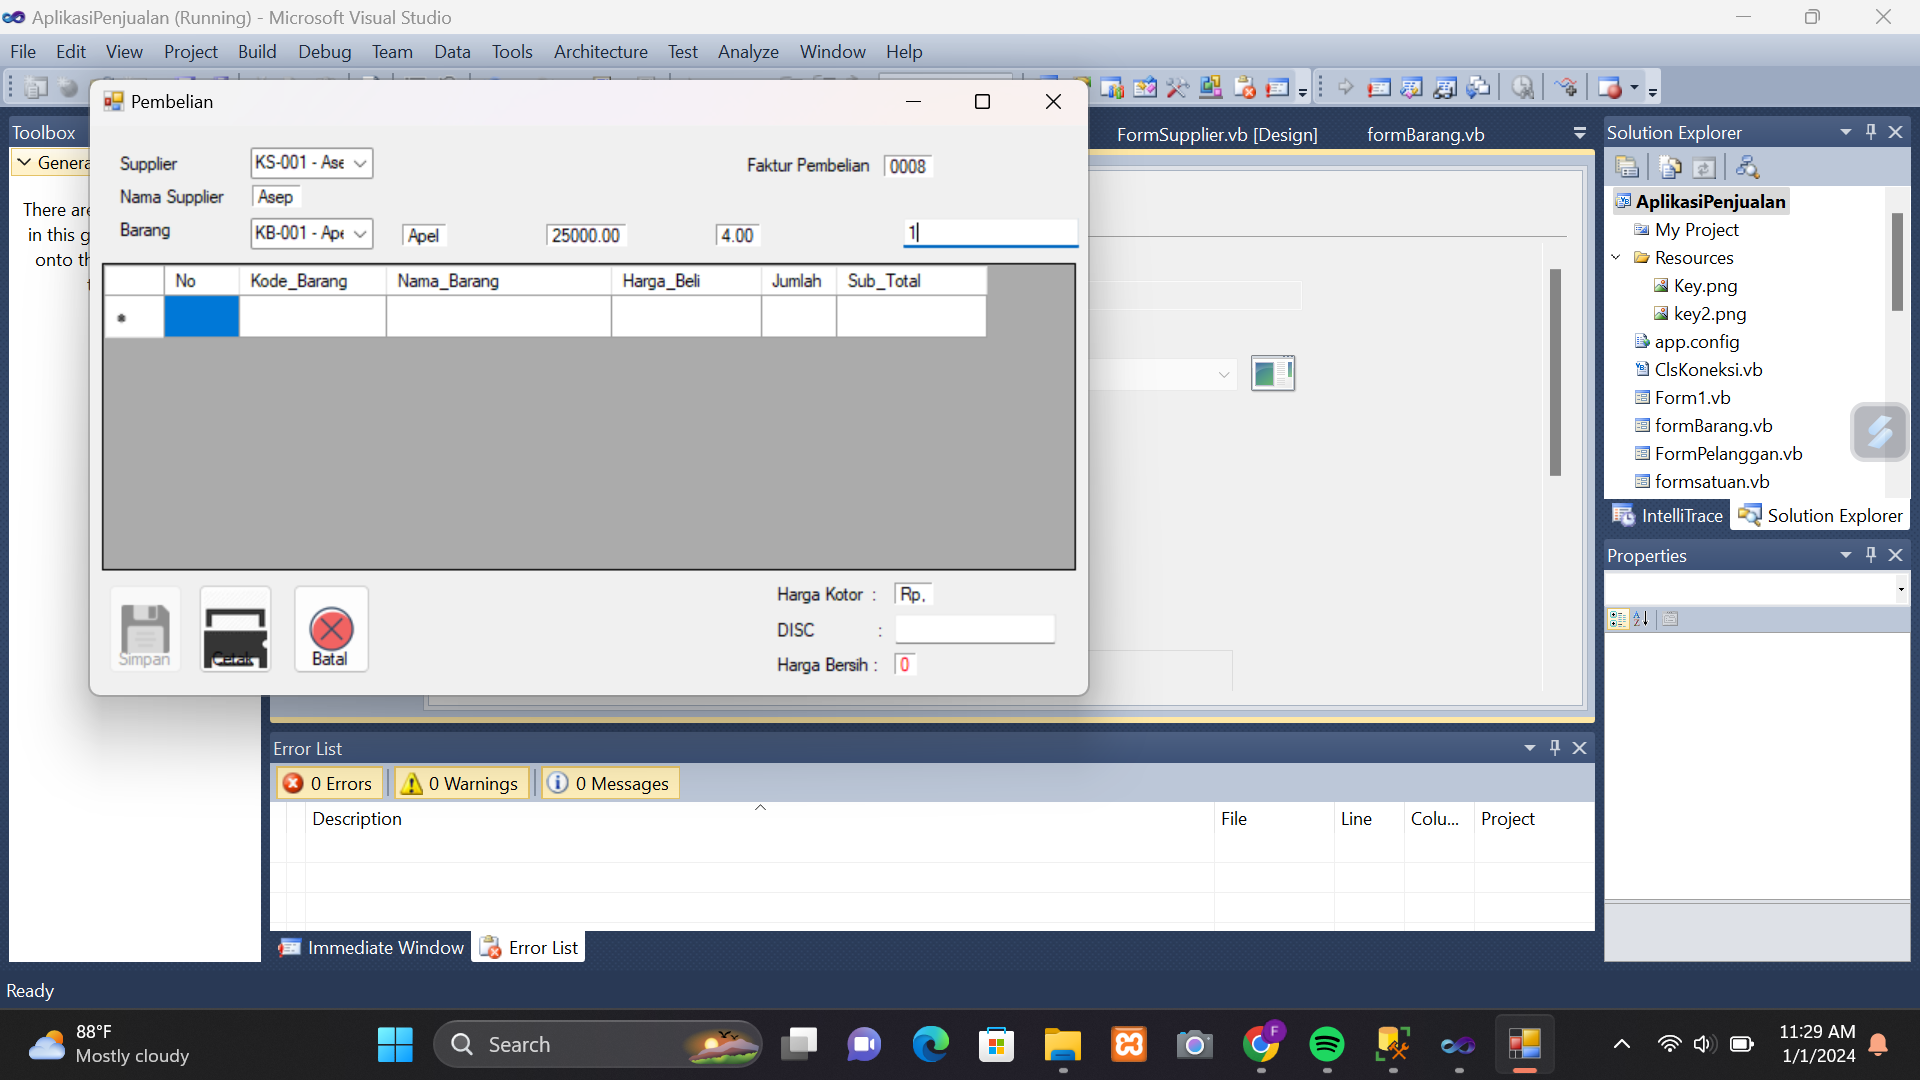 AplikasiPenjualan (Running) - Microsoft Visual Studio
File Edit View Project Build Debug Team Data Tools Architecture Test Analyze Window Help
Pembelian
Toolbox
Genera
There are
in this g
onto th
Supplier KS-001 - Ase
Faktur Pembelian 0008
Nama Supplier Asep
Barang KB-001 - Ape Apel 25000.00 4.00 1
No Kode_Barang Nama_Barang Harga_Beli Jumlah Sub_Total
Simpan
Cetak
Batal
Harga Kotor : Rp,
DISC :
Harga Bersih : 0
FormSupplier.vb [Design] formBarang.vb
Solution Explorer
AplikasiPenjualan
My Project
Resources
Key.png
key2.png
app.config
ClsKoneksi.vb
Form1.vb
formBarang.vb
FormPelanggan.vb
formsatuan.vb
IntelliTrace Solution Explorer
Properties
Error List
0 Errors 0 Warnings 0 Messages
Description File Line Colu... Project
Immediate Window Error List
Ready
88°F
Mostly cloudy
Search
F
11:29 AM
1/1/2024